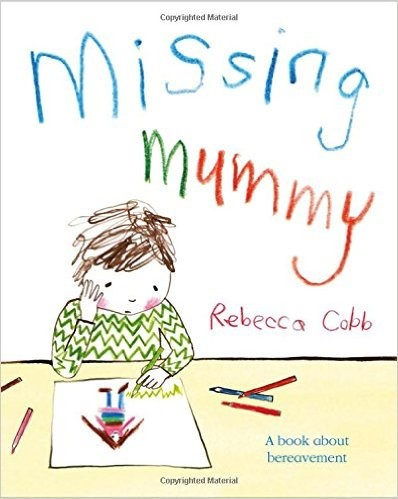 Copyrighted Material
Missing
Mummy
Rebecca Cobb
A book about
bereavement
Copyrighted Material